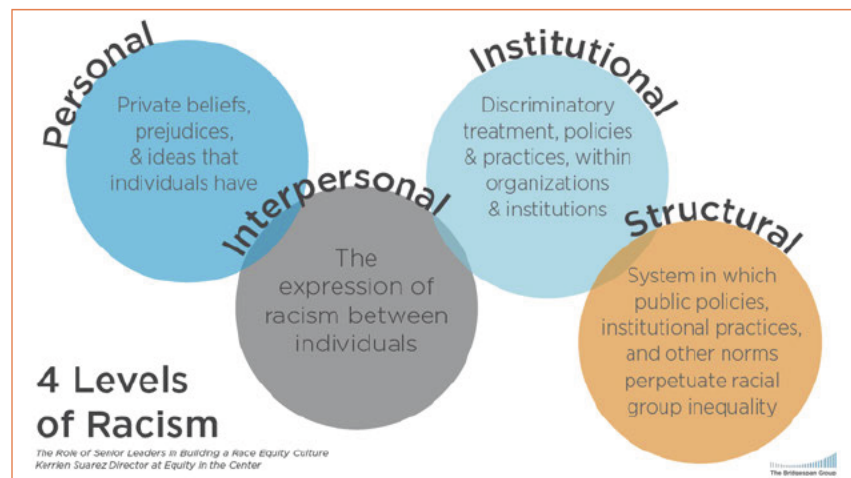 Personal
Private beliefs,
prejudices,
& ideas that
individuals have
Interpersonal
The
expression of
racism between
individuals
Institutional
Discriminatory
treatment, policies
& practices, within
organizations
& institutions
Structural
System in which
public policies,
institutional practices,
and other norms
perpetuate racial
group inequality
4 Levels
of Racism
The Role of Senior Leaders in Building a Race Equity Culture
Kerrien Suarez Director at Equity in the Center
The Bridgespan Group